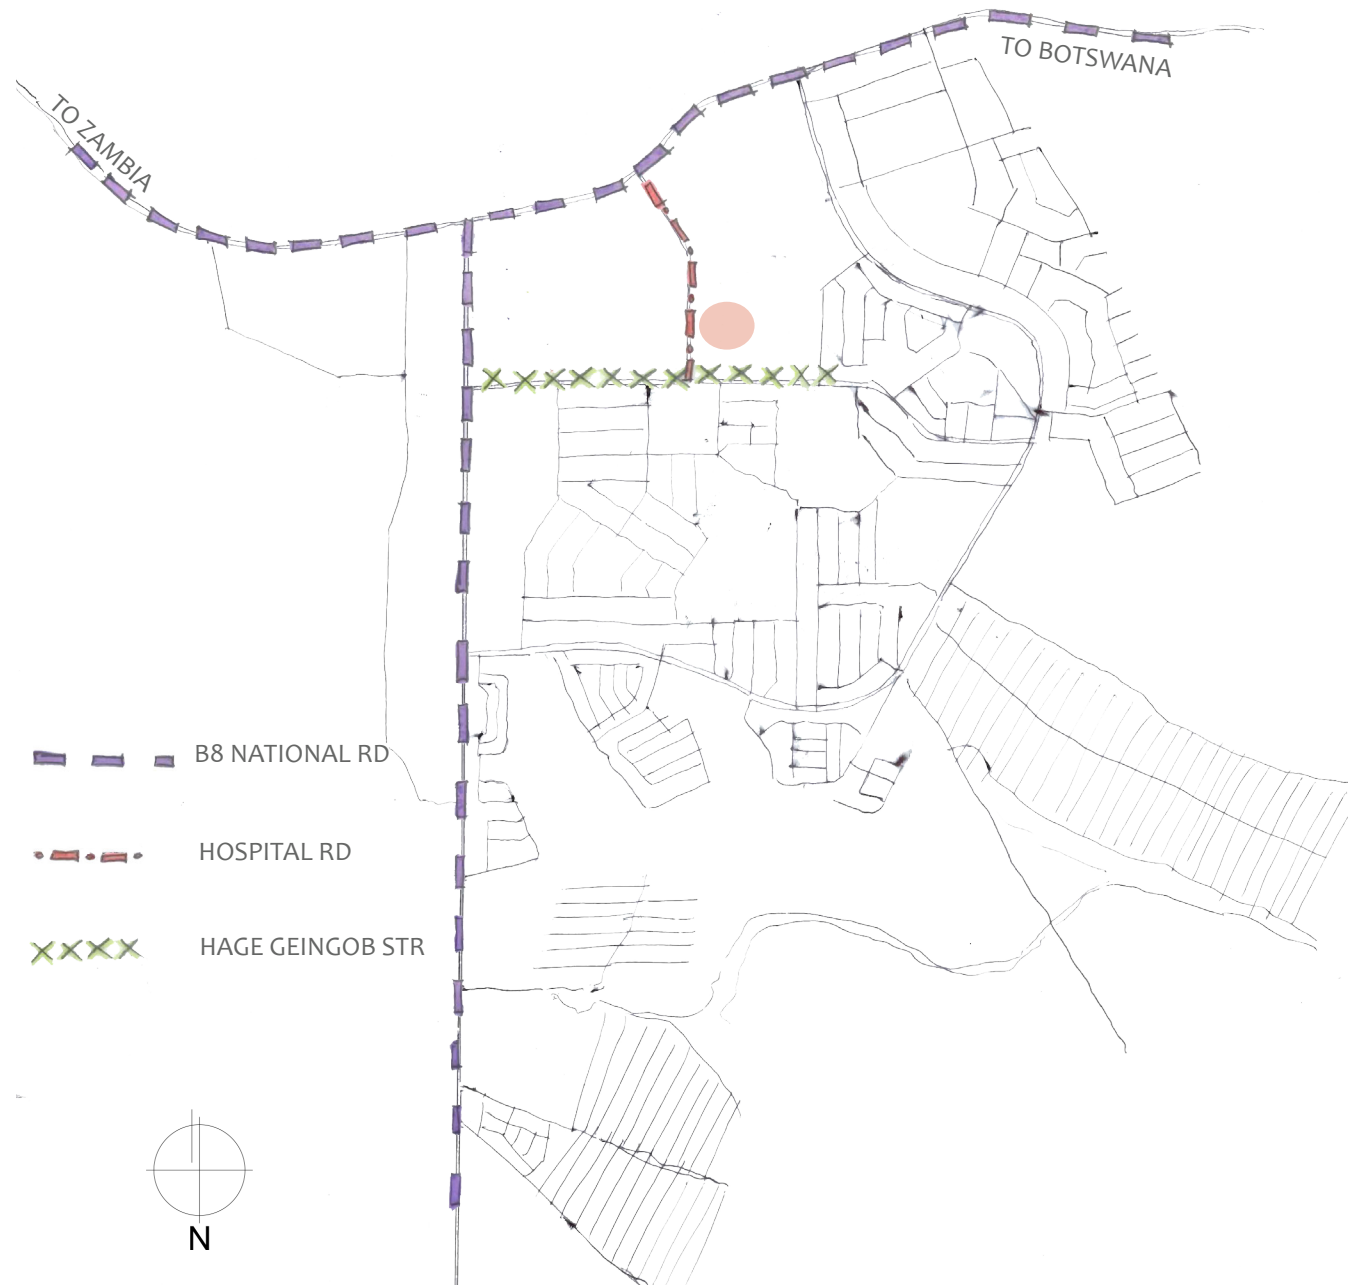 TO BOTSWANA
TO ZAMBIA
B8 NATIONAL RD
HOSPITAL RD
HAGE GEINGOB STR
N